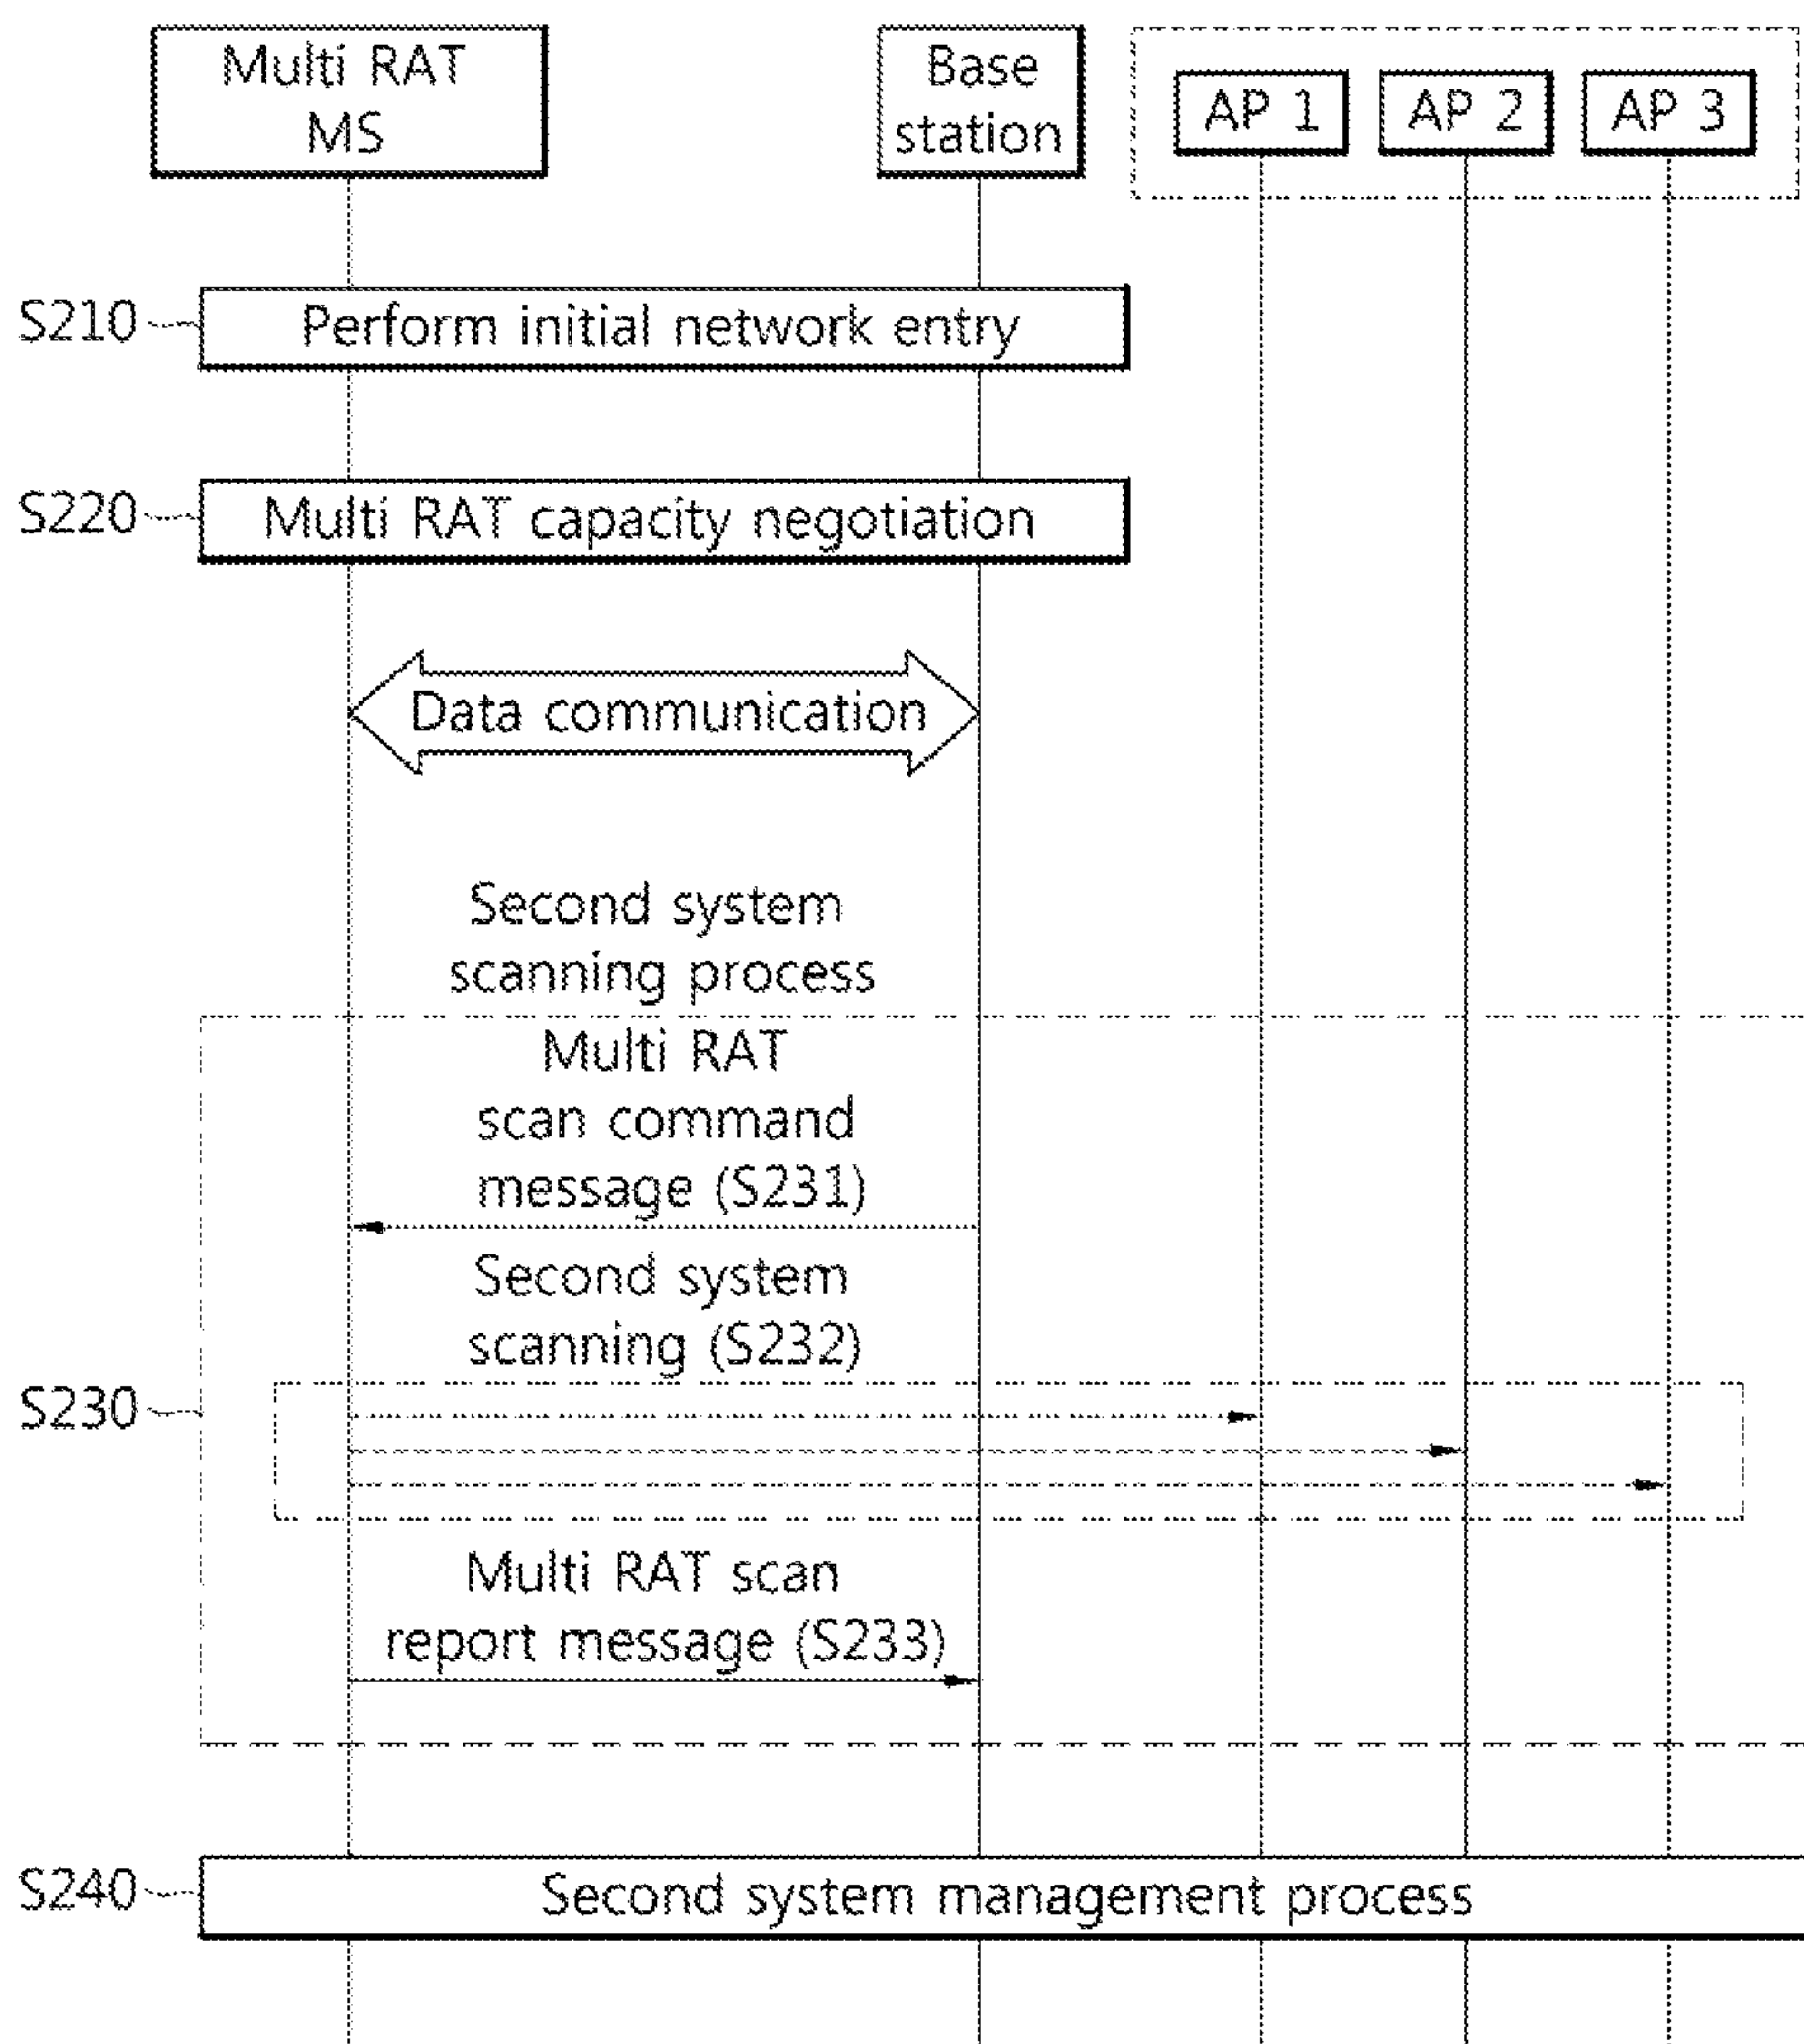 Multi RAT
MS
Base
station
AP 1
AP 2
AP 3
S210
Perform initial network entry
S220
Multi RAT capacity negotiation
Data communication
Second system
scanning process
Multi RAT
scan command
message (S231)
Second system
scanning (S232)
S230
Multi RAT scan
report message (S233)
S240
Second system management process